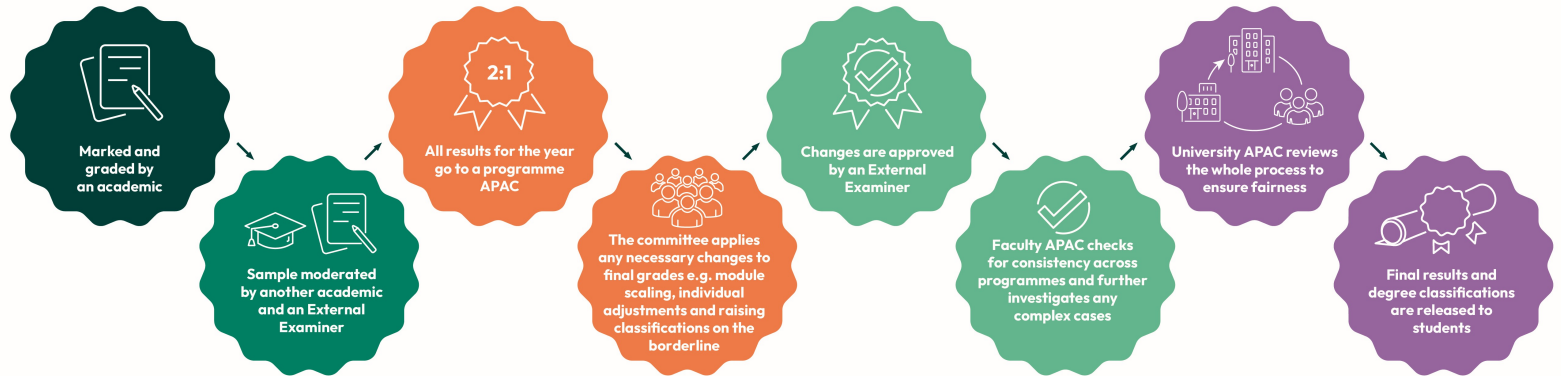 Marked and
graded by
an academic
Sample moderated
by another academic
and an External
Examiner
2:1
All results for the year
go to a programme
APAC
The committee applies
any necessary changes to
final grades e.g. module
scaling, individual
adjustments and raising
classifications on the
borderline
Changes are approved
by an External
Examiner
Faculty APAC checks
for consistency across
programmes and further
investigates any
complex cases
University APAC reviews
the whole process to
ensure fairness
Final results and
degree classifications
are released to
students